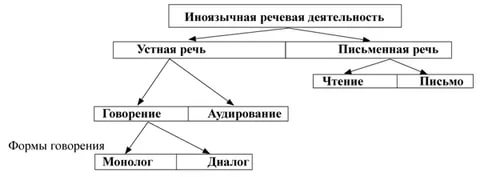 Иноязычная речевая деятельность
Устная речь Письменная речь
Чтение Письмо
Говорение Аудирование
Формы говорения
Монолог Диалог